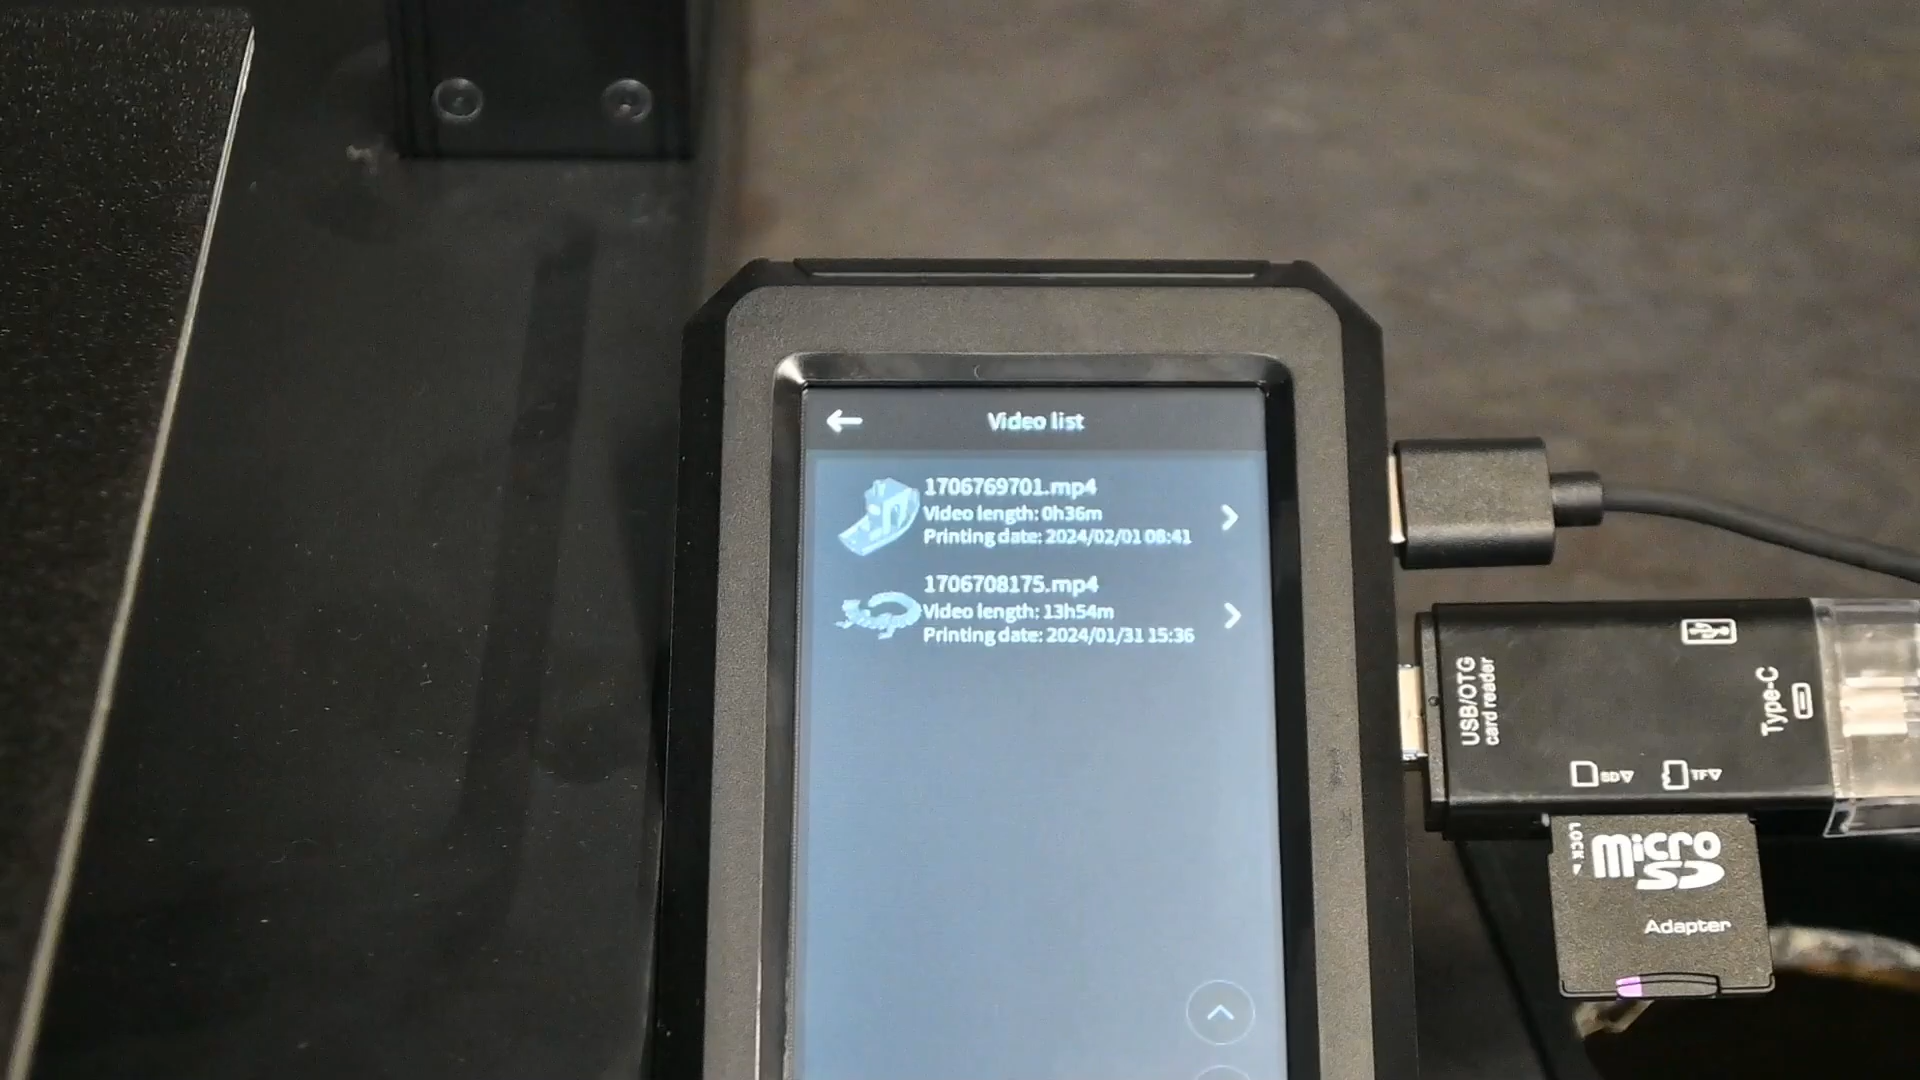 Video list
1706769701.mp4
Video length: 0h36m
Printing date: 2024/02/01 08:41
1706708175.mp4
Video length: 13h54m
Printing date: 2024/01/31 15:36
USB/OTG
card reader
Type-C
SD
TF
LOCK
Micro
SD
Adapter